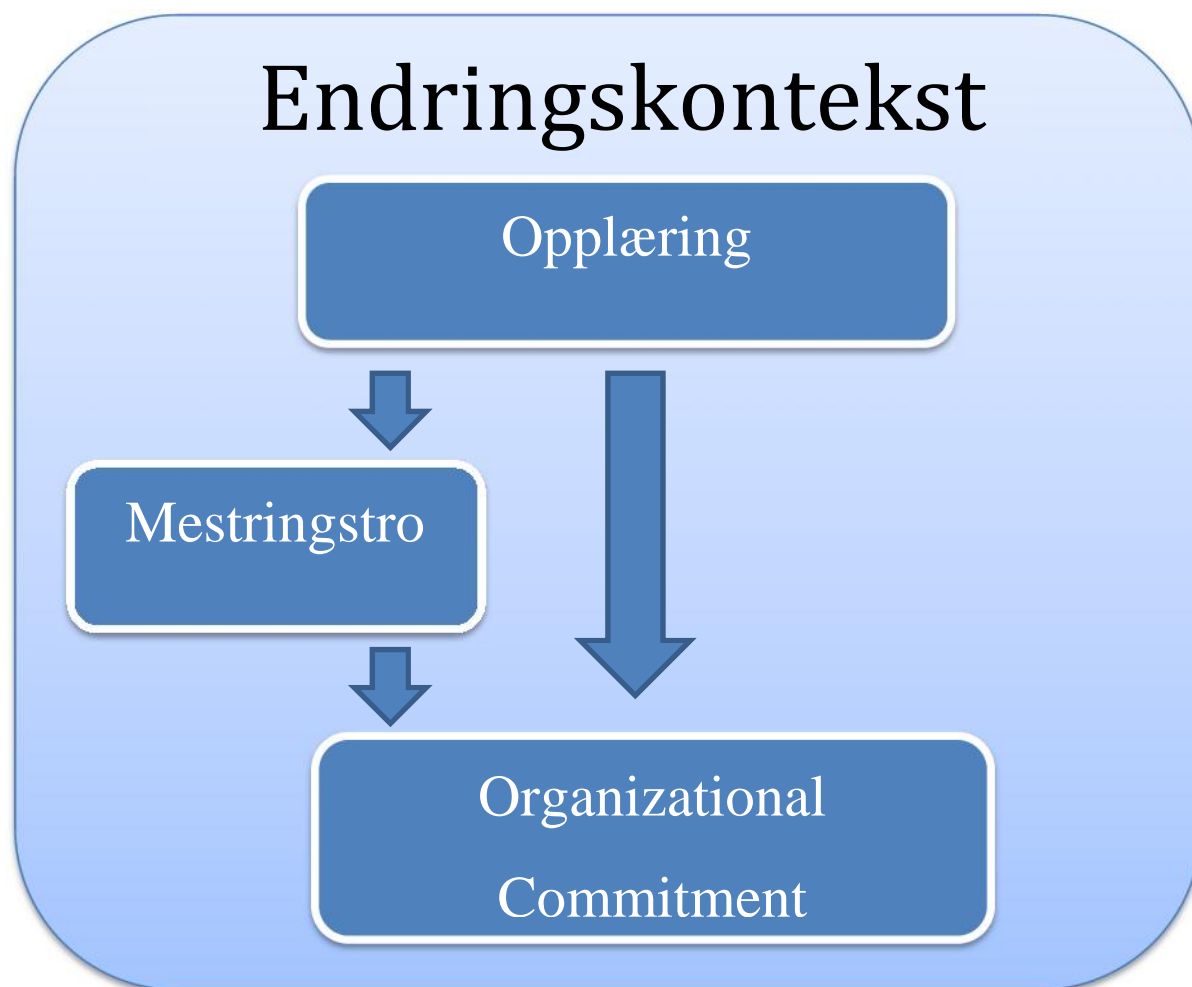 Endringskontekst
Opplæring
Mestringstro
Organizational
Commitment